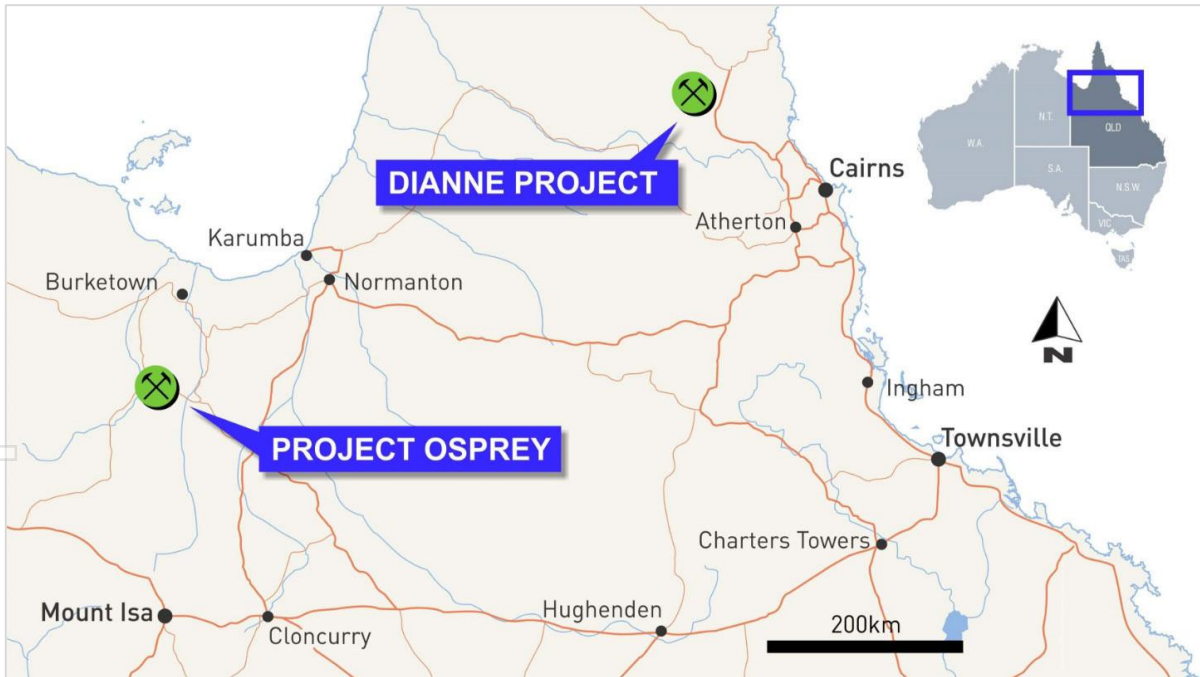 DIANNE PROJECT
Cairns
Atherton
Karumba
Burketown
Normanton
Ingham
PROJECT OSPREY
Townsville
Charters Towers
Mount Isa
Cloncurry
Hughenden
200km
W.A.
N.T.
QLD
S.A.
N.S.W.
VIC
TAS
N